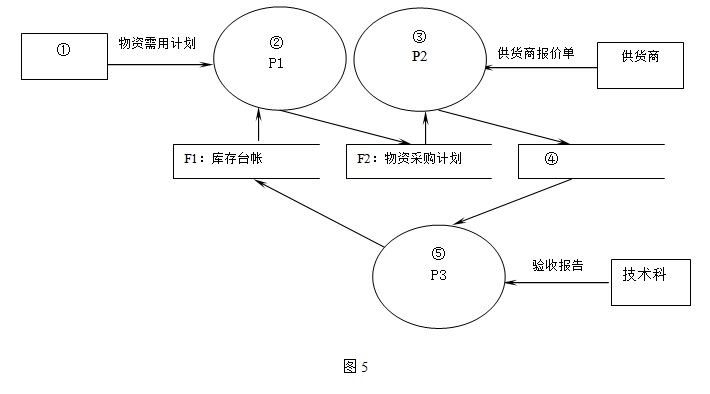 ①
物资需用计划
②
P1
③
P2
供货商报价单
供货商
F1：库存台帐
F2：物资采购计划
④
⑤
P3
验收报告
技术科
图 5